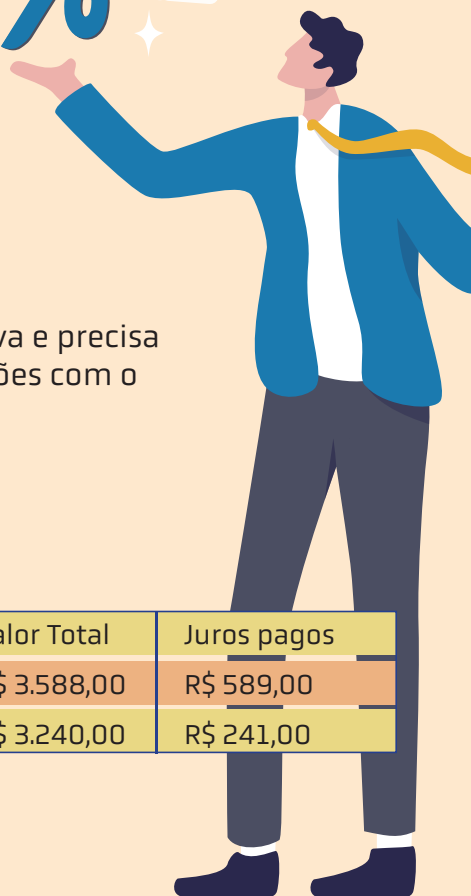 %
va e precisa
ões com o
alor Total Juros pagos
$ 3.588,00 R$ 589,00
$ 3.240,00 R$ 241,00